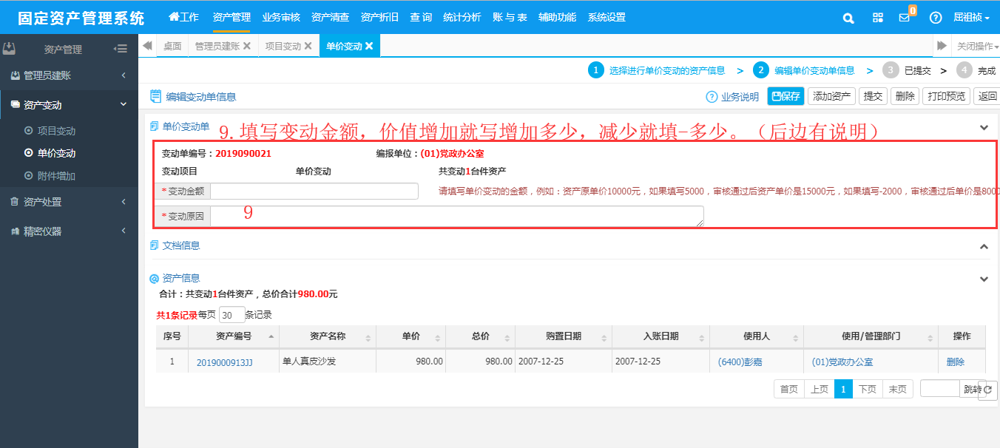 固定资产管理系统
工作 资产管理 业务审核 资产清查 资产折旧 查 询 统计分析 账 与 表 辅助功能 系统设置
0
屈祖祯
资产管理
桌面 管理员建账 项目变动 单价变动 关闭操作
管理员建账
资产变动
项目变动
单价变动
附件增加
资产处置
精密仪器
1 选择进行单价变动的资产信息 > 2 编辑单价变动单信息 > 3 已提交 > 4 完成
编辑变动单信息
业务说明 保存 添加资产 提交 删除 打印预览 返回
单价变动单
9.填写变动金额，价值增加就写增加多少，减少就填-多少。（后边有说明）
变动单编号：2019090021 编报单位：(01)党政办公室
变动项目 单价变动 共变动1台件资产
*变动金额 请填写单价变动的金额，例如：资产原单价10000元，如果填写5000，审核通过后资产单价是15000元，如果填写-2000，审核通过后单价是8000
*变动原因 9
文档信息
资产信息
合计：共变动1台件资产，总价合计980.00元
共1条记录每页 30 条记录
序号 资产编号 资产名称 单价 总价 购置日期 入账日期 使用人 使用/管理部门 操作
1 2019000913JJ 单人真皮沙发 980.00 980.00 2007-12-25 2007-12-25 (6400)彭嘉 (01)党政办公室 删除
首页 上页 1 下页 末页 跳转